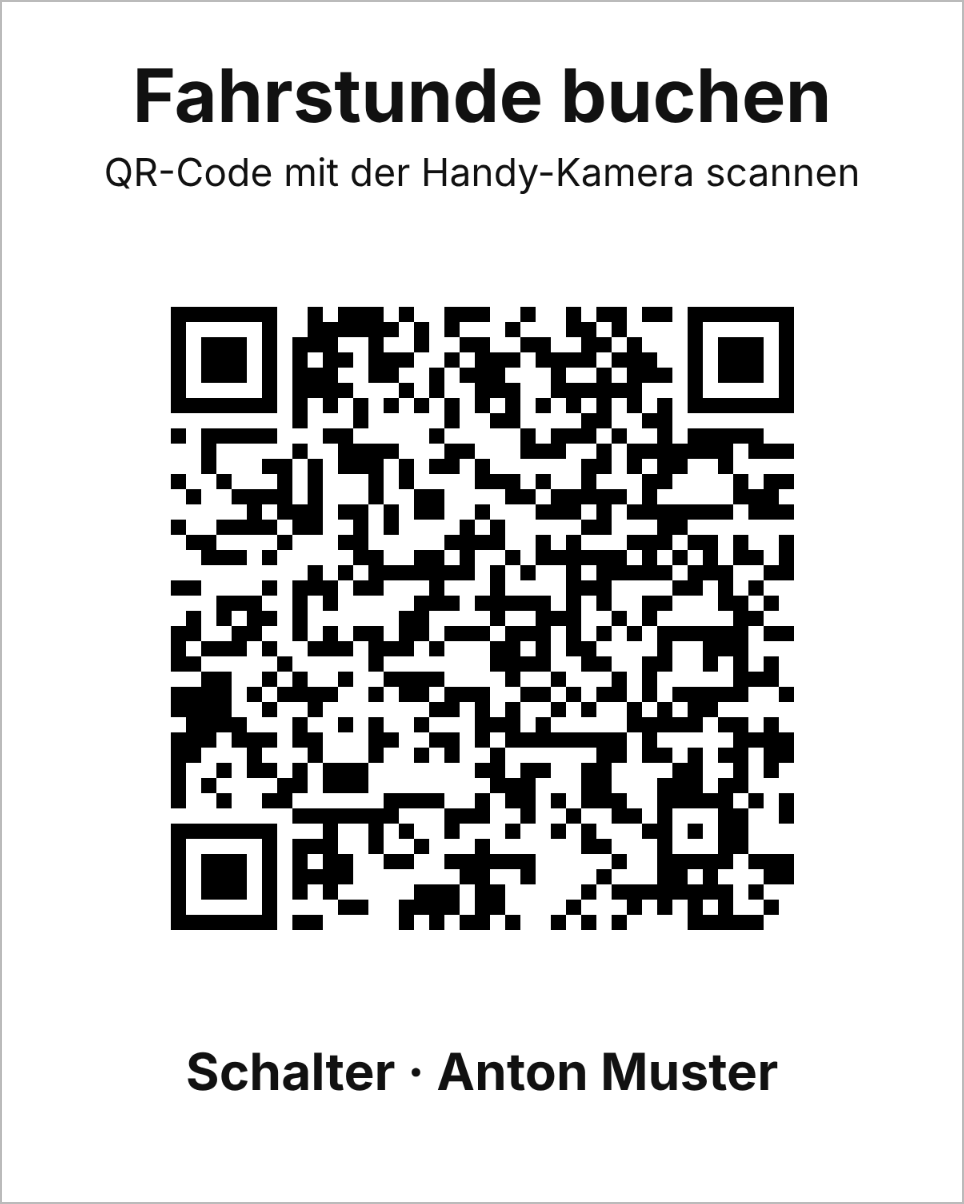 Fahrstunde buchen
QR-Code mit der Handy-Kamera scannen
Schalter · Anton Muster